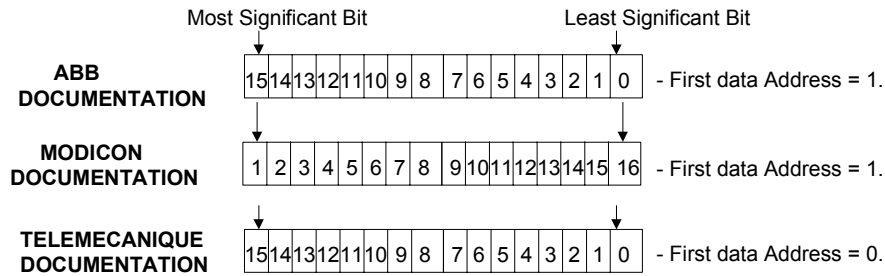 Most Significant Bit Least Significant Bit
ABB DOCUMENTATION 15 14 13 12 11 10 9 8 7 6 5 4 3 2 1 0 - First data Address = 1.
MODICON DOCUMENTATION 1 2 3 4 5 6 7 8 9 10 11 12 13 14 15 16 - First data Address = 1.
TELEMECANIQUE DOCUMENTATION 15 14 13 12 11 10 9 8 7 6 5 4 3 2 1 0 - First data Address = 0.